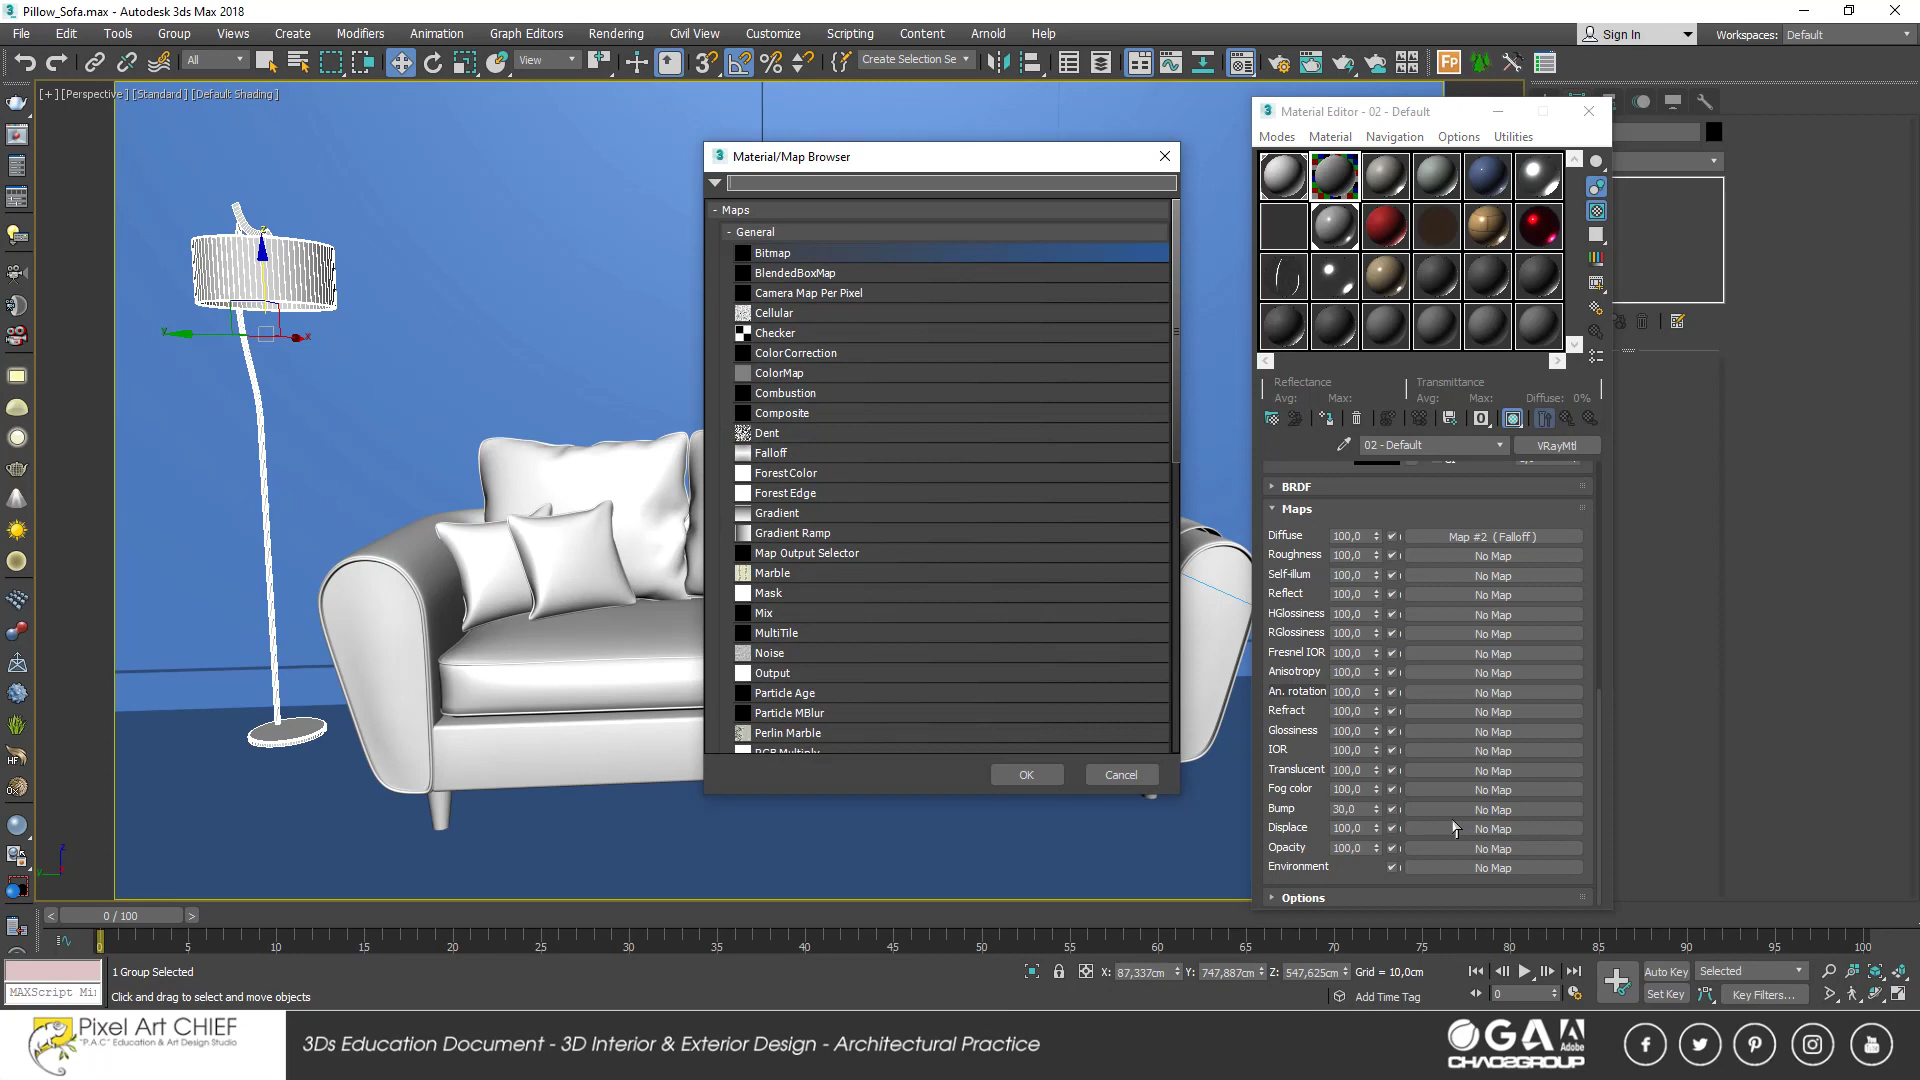 Pillow_Sofa.max - Autodesk 3ds Max 2018
File Edit Tools Group Views Create Modifiers Animation Graph Editors Rendering Civil View Customize Scripting Content Arnold Help
Sign In
Workspaces: Default
All
View
Create Selection Se
[+] [Perspective] [Standard] [Default Shading]
Material/Map Browser
- Maps
- General
Bitmap
BlendedBoxMap
Camera Map Per Pixel
Cellular
Checker
ColorCorrection
ColorMap
Combustion
Composite
Dent
Falloff
ForestColor
Forest Edge
Gradient
Gradient Ramp
Map Output Selector
Marble
Mask
Mix
MultiTile
Noise
Output
Particle Age
Particle MBlur
Perlin Marble
RGB Multiply
OK
Cancel
Material Editor - 02 - Default
Modes Material Navigation Options Utilities
Reflectance
Avg: Max:
Transmittance
Avg: Max: Diffuse: 0%
02 - Default
VRayMtl
BRDF
Maps
Diffuse 100,0 Map #2 (Falloff)
Roughness 100,0 No Map
Self-illum 100,0 No Map
Reflect 100,0 No Map
HGlossiness 100,0 No Map
RGlossiness 100,0 No Map
Fresnel IOR 100,0 No Map
Anisotropy 100,0 No Map
An. rotation 100,0 No Map
Refract 100,0 No Map
Glossiness 100,0 No Map
IOR 100,0 No Map
Translucent 100,0 No Map
Fog color 100,0 No Map
Bump 30,0 No Map
Displace 100,0 No Map
Opacity 100,0 No Map
Environment No Map
Options
0 / 100
0 5 10 15 20 25 30 35 40 45 50 55 60 65 70 75 80 85 90 95 100
1 Group Selected
MAXScript Mi
Click and drag to select and move objects
X: 87,337cm Y: 747,887cm Z: 547,625cm Grid = 10,0cm
Add Time Tag
0
Auto Key Selected
Set Key Key Filters...
Pixel Art CHIEF
"P.A.C" Education & Art Design Studio
3Ds Education Document - 3D Interior & Exterior Design - Architectural Practice
Adobe
CHAOSGROUP